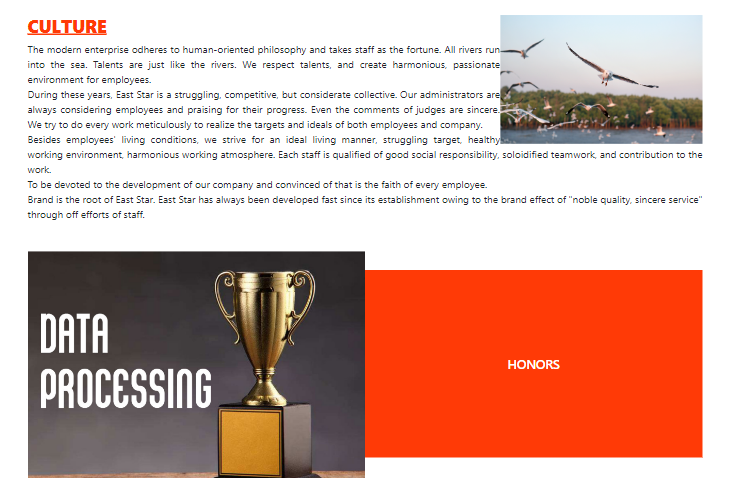 CULTURE
The modern enterprise odheres to human-oriented philosophy and takes staff as the fortune. All rivers run
into the sea. Talents are just like the rivers. We respect talents, and create harmonious, passionate
environment for employees.
During these years, East Star is a struggling, competitive, but considerate collective. Our administrators are
always considering employees and praising for their progress. Even the comments of judges are sincere.
We try to do every work meticulously to realize the targets and ideals of both employees and company.
Besides employees' living conditions, we strive for an ideal living manner, struggling target, healthy
working environment, harmonious working atmosphere. Each staff is qualified of good social responsibility, soloidified teamwork, and contribution to the
work.
To be devoted to the development of our company and convinced of that is the faith of every employee.
Brand is the root of East Star. East Star has always been developed fast since its establishment owing to the brand effect of "noble quality, sincere service"
through off efforts of staff.
DATA
PROCESSING
HONORS